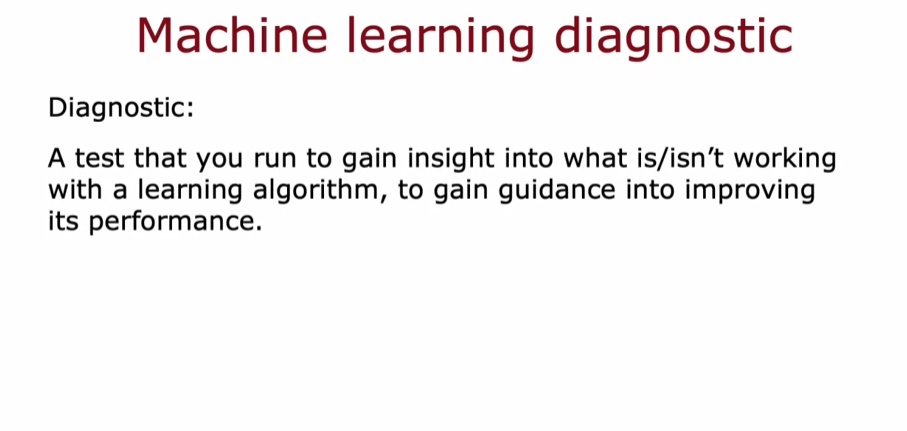 Machine learning diagnostic
Diagnostic:
A test that you run to gain insight into what is/isn’t working
with a learning algorithm, to gain guidance into improving
its performance.